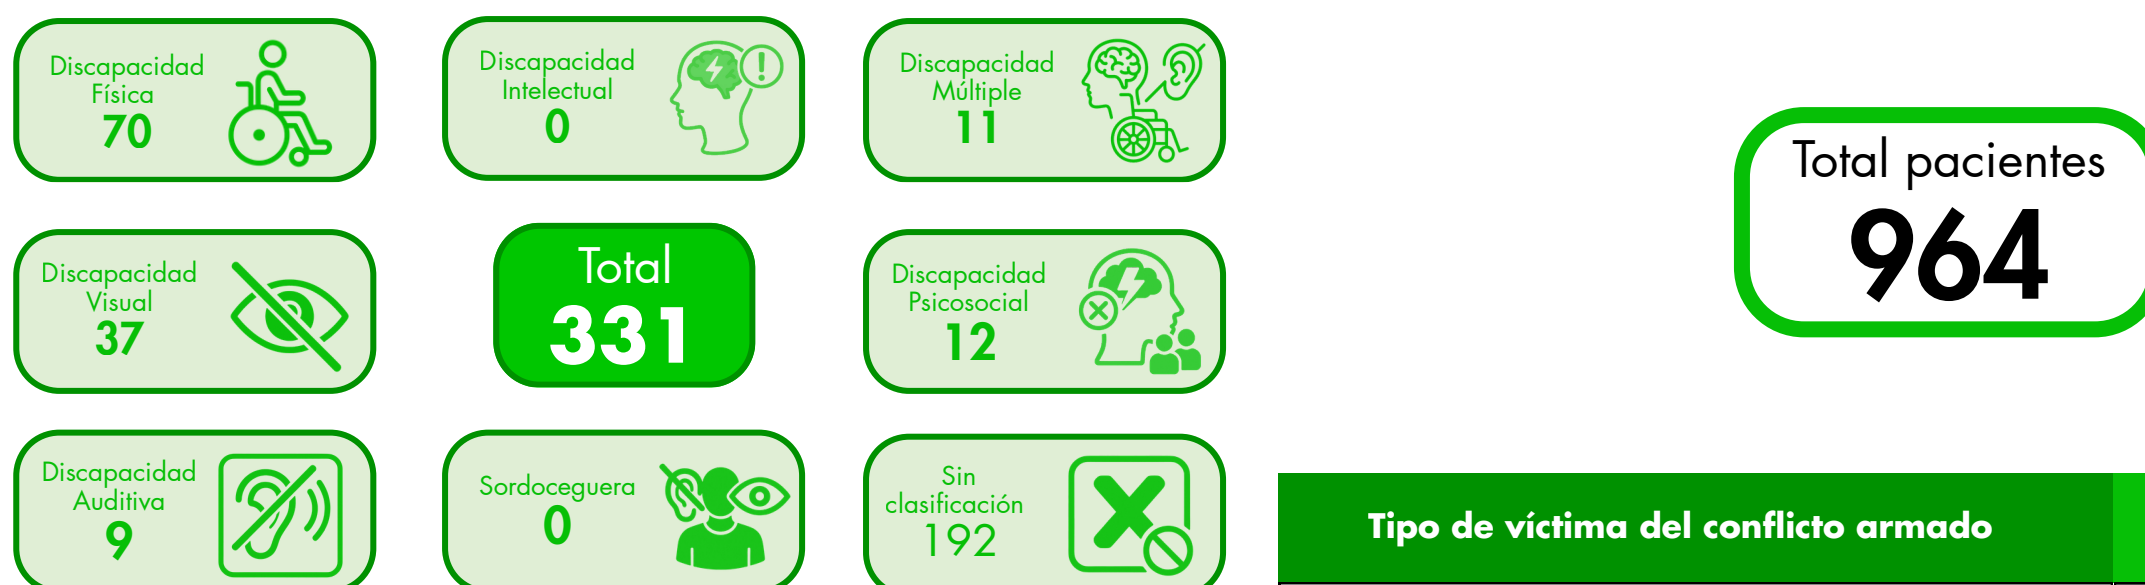 Discapacidad
Física
70
Discapacidad
Intelectual
0
Discapacidad
Múltiple
11
Discapacidad
Visual
37
Total
331
Discapacidad
Psicosocial
12
Discapacidad
Auditiva
9
Sordoceguera
0
Sin
clasificación
192
Total pacientes
964
Tipo de víctima del conflicto armado